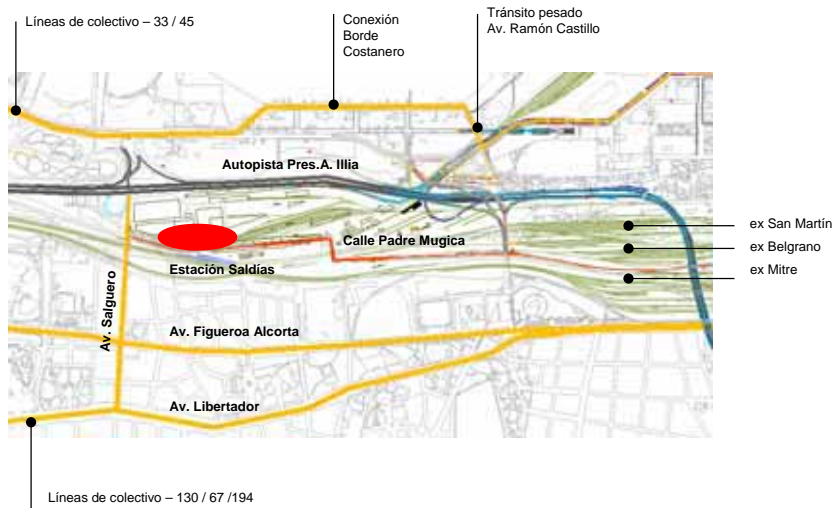 Líneas de colectivo – 33 / 45
Conexión
Borde
Costanero
Tránsito pesado
Av. Ramón Castillo
Autopista Pres.A. Illia
Calle Padre Mugica
ex San Martín
ex Belgrano
ex Mitre
Estación Saldías
Av. Salguero
Av. Figueroa Alcorta
Av. Libertador
Líneas de colectivo – 130 / 67 /194